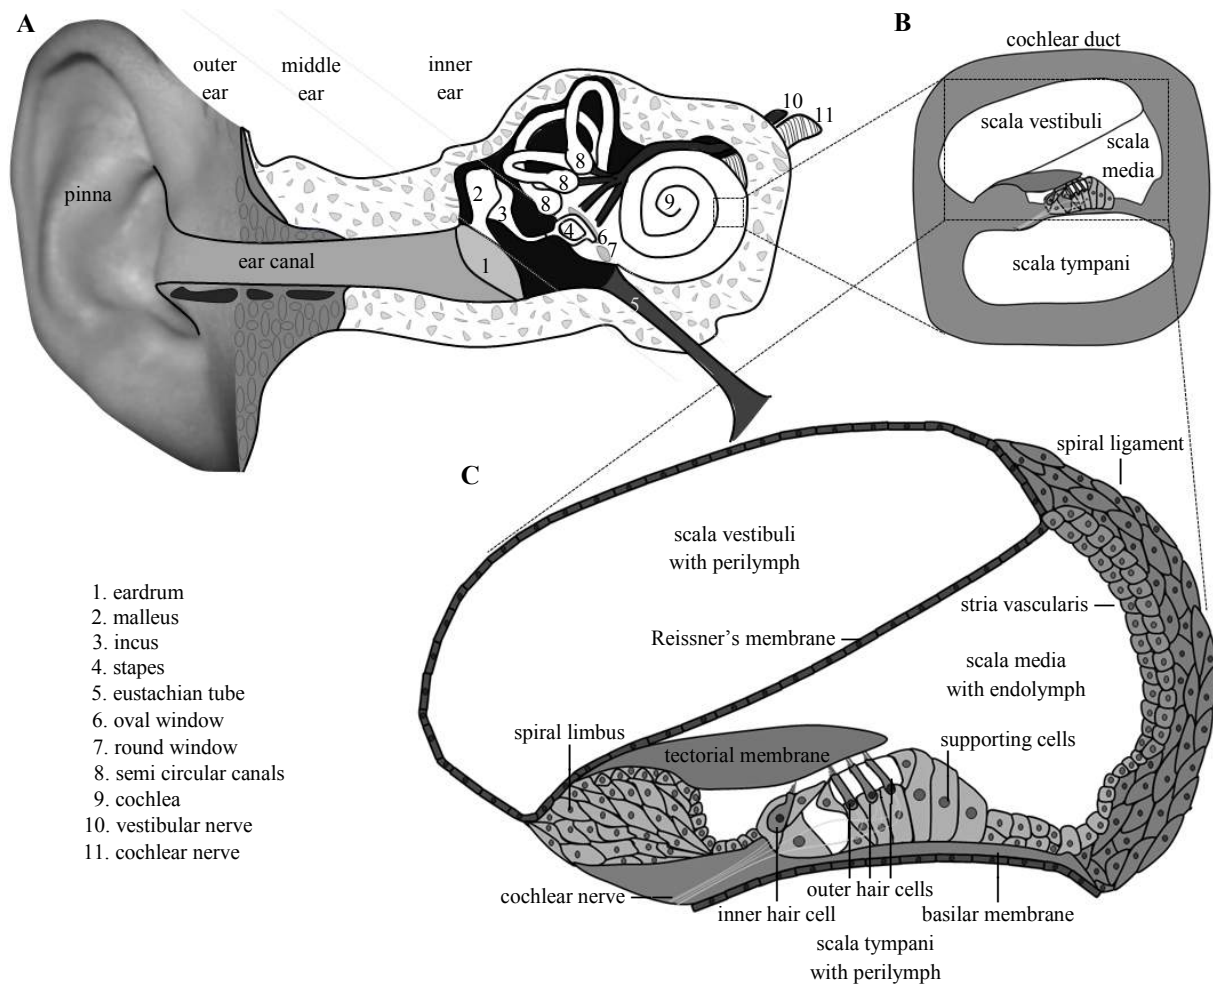 A
outer
ear
middle
ear
inner
ear
pinna
ear canal
1
2
3
4
5
6
7
8
8
8
9
10
11
B
cochlear duct
scala vestibuli
scala
media
scala tympani
C
spiral ligament
scala vestibuli
with perilymph
stria vascularis
Reissner's membrane
scala media
with endolymph
spiral limbus
tectorial membrane
supporting cells
cochlear nerve
inner hair cell
outer hair cells
basilar membrane
scala tympani
with perilymph
1. eardrum
2. malleus
3. incus
4. stapes
5. eustachian tube
6. oval window
7. round window
8. semi circular canals
9. cochlea
10. vestibular nerve
11. cochlear nerve